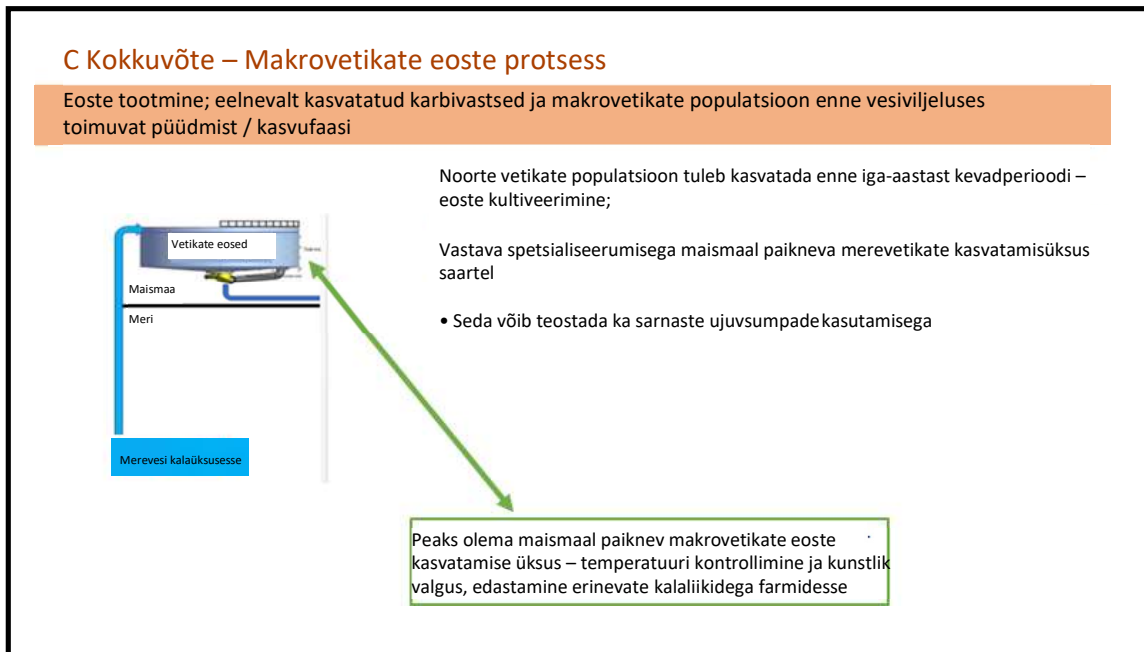 C Kokkuvõte – Makrovetikate eoste protsess
Eoste tootmine; eelnevalt kasvatatud karbivastsed ja makrovetikate populatsioon enne vesiviljeluses
toimuvat püüdmist / kasvufaasi
Noorte vetikate populatsioon tuleb kasvatada enne iga-aastast kevadperioodi –
eoste kultiveerimine;
Vastava spetsialiseerumisega maismaal paikneva merevetikate kasvatamisüksus
saartel
• Seda võib teostada ka sarnaste ujuvsumpadekasutamisega
Vetikate eosed
Maismaa
Meri
Merevesi kalaüksusesse
Peaks olema maismaal paiknev makrovetikate eoste
kasvatamise üksus – temperatuuri kontrollimine ja kunstlik
valgus, edastamine erinevate kalaliikidega farmidesse